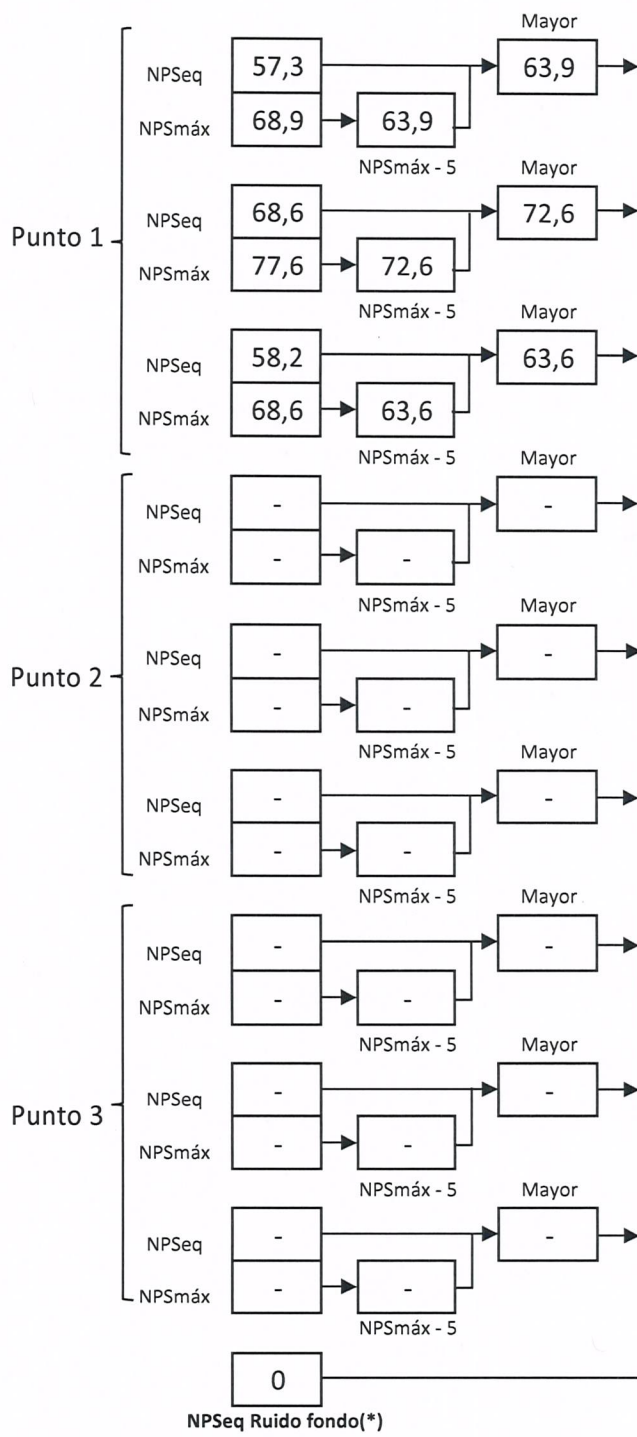 Mayor
NPSeq 57,3 63,9
NPSmáx 68,9 63,9
NPSmáx - 5
Mayor
Punto 1
NPSeq 68,6 72,6
NPSmáx 77,6 72,6
NPSmáx - 5
Mayor
NPSeq 58,2 63,6
NPSmáx 68,6 63,6
NPSmáx - 5
Mayor
NPSeq - -
NPSmáx - -
NPSmáx - 5
Mayor
Punto 2
NPSeq - -
NPSmáx - -
NPSmáx - 5
Mayor
NPSeq - -
NPSmáx - -
NPSmáx - 5
Mayor
NPSeq - -
NPSmáx - -
NPSmáx - 5
Mayor
Punto 3
NPSeq - -
NPSmáx - -
NPSmáx - 5
Mayor
NPSeq - -
NPSmáx - -
NPSmáx - 5
0
NPSeq Ruido fondo(*)